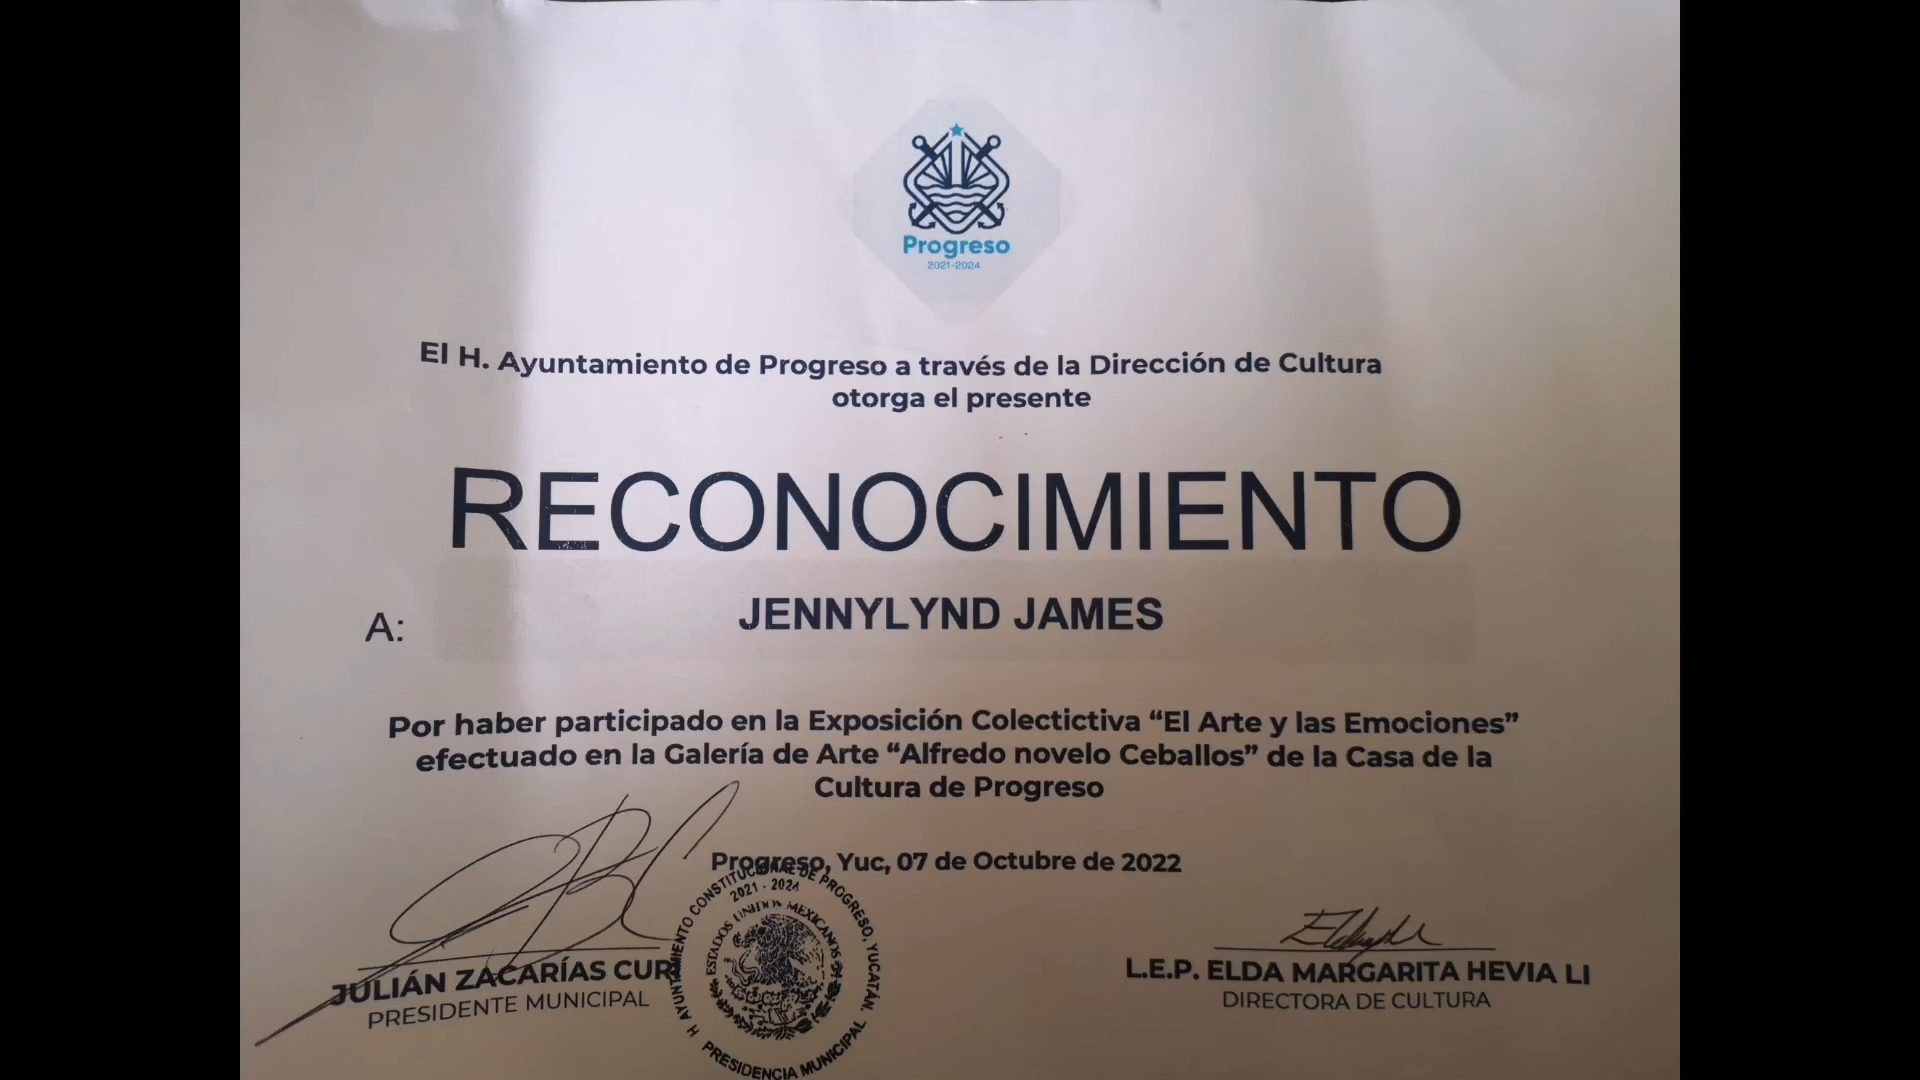 Progreso
2021-2024
El H. Ayuntamiento de Progreso a través de la Dirección de Cultura
otorga el presente
RECONOCIMIENTO
A:
JENNYLYND JAMES
Por haber participado en la Exposición Colectictiva “El Arte y las Emociones”
efectuado en la Galería de Arte “Alfredo novelo Ceballos” de la Casa de la
Cultura de Progreso
Progreso, Yuc, 07 de Octubre de 2022
H AYUNTAMIENTO CONSTITUCIONAL DE PROGRESO, YUCATÁN.
2021 - 2024
ESTADOS UNIDOS MEXICANOS
PRESIDENCIA MUNICIPAL
JULIÁN ZACARÍAS CURI
PRESIDENTE MUNICIPAL
L.E.P. ELDA MARGARITA HEVIA LI
DIRECTORA DE CULTURA